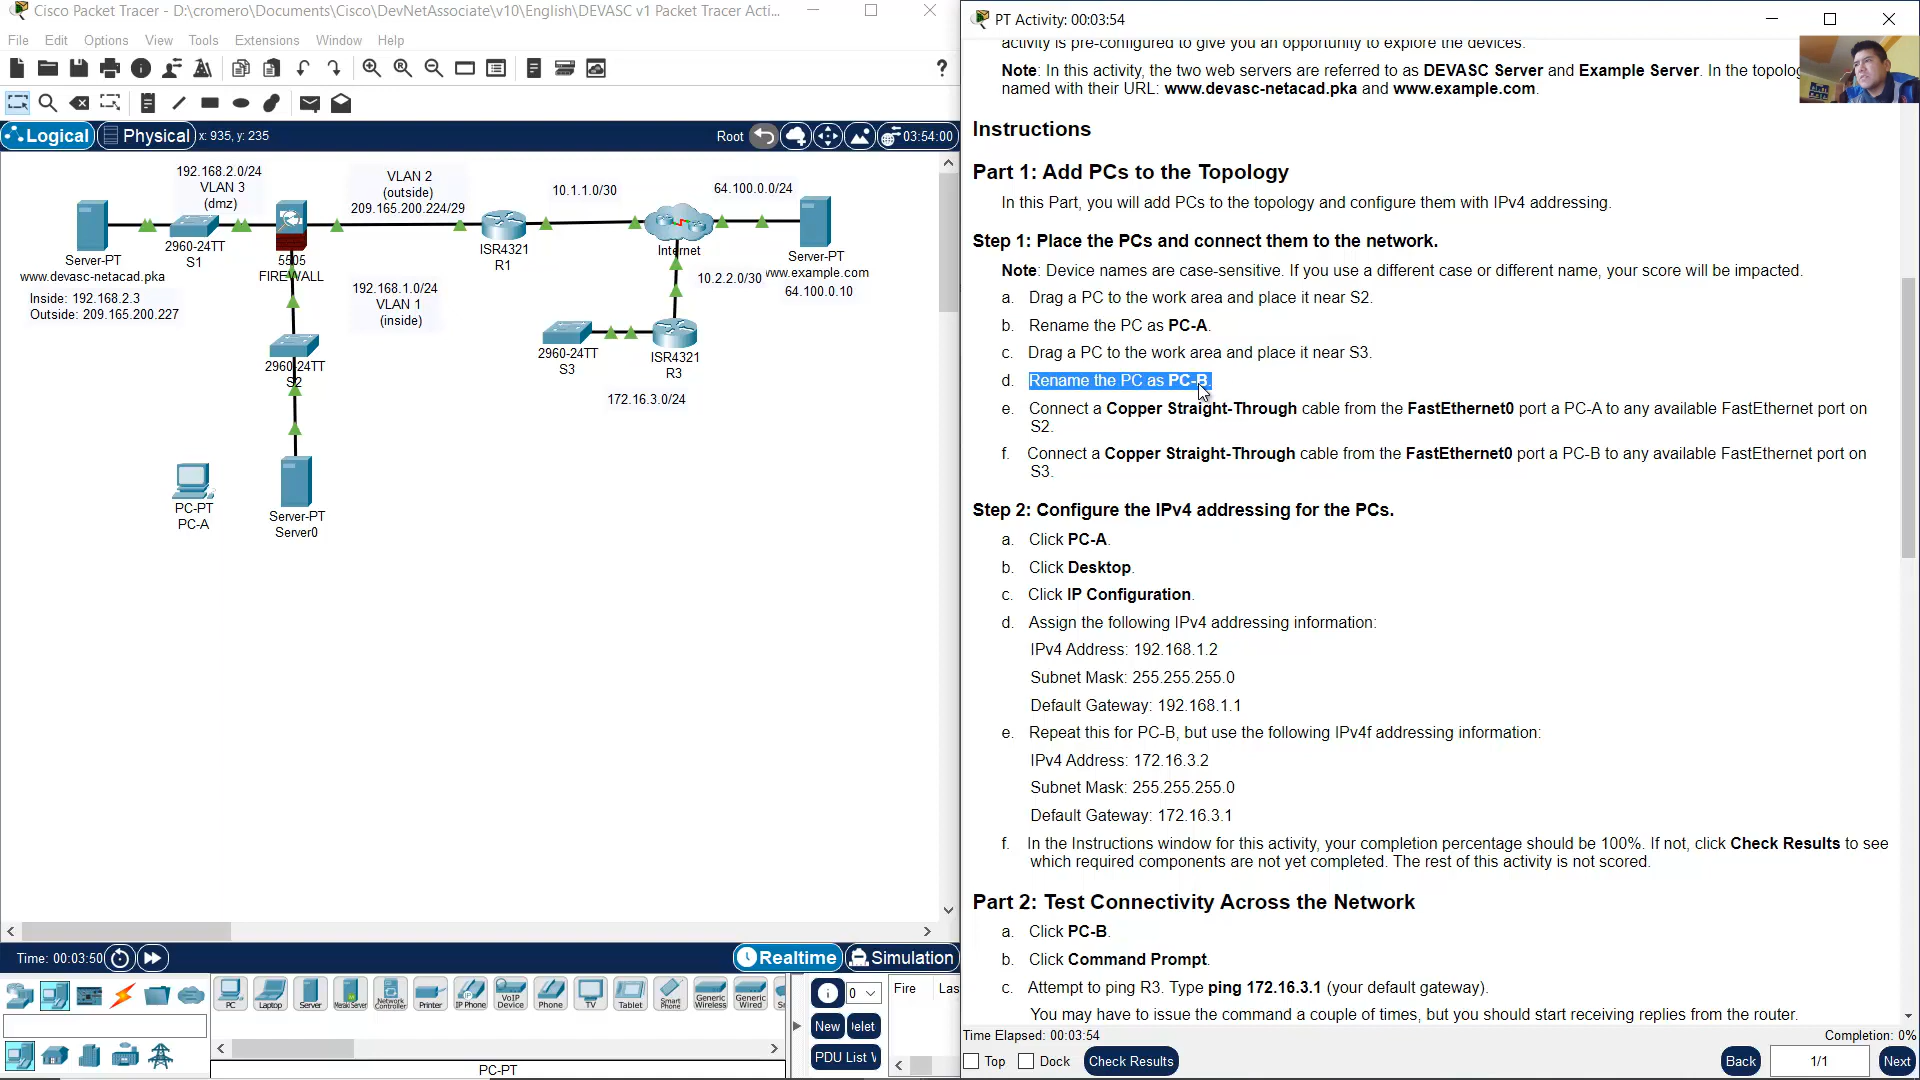 Cisco Packet Tracer - D:\cromero\Documents\Cisco\DevNetAssociate\v10\English\DEVASC v1 Packet Tracer Acti...
File Edit Options View Tools Extensions Window Help
Logical Physical x: 935, y: 235
Root 03:54:00
192.168.2.0/24
VLAN 3
(dmz)
VLAN 2
(outside)
209.165.200.224/29
10.1.1.0/30
64.100.0.0/24
2960-24TT
S1
5505
FIREWALL
ISR4321
R1
Internet
Server-PT
www.devasc-netacad.pka
Inside: 192.168.2.3
Outside: 209.165.200.227
192.168.1.0/24
VLAN 1
(inside)
Server-PT
www.example.com
64.100.0.10
10.2.2.0/30
2960-24TT
S2
2960-24TT
S3
ISR4321
R3
172.16.3.0/24
PC-PT
PC-A
Server-PT
Server0
Time: 00:03:50
Realtime Simulation
PC Laptop Server Meraki Server Network Controller Printer IP Phone VoIP Device Phone TV Tablet Smart Phone Generic Wireless Generic Wired
0
Fire Las
New
PDU List
PC-PT
PT Activity: 00:03:54
activity is pre-configured to give you an opportunity to explore the devices.
Note: In this activity, the two web servers are referred to as DEVASC Server and Example Server. In the topolog
named with their URL: www.devasc-netacad.pka and www.example.com.
Instructions
Part 1: Add PCs to the Topology
In this Part, you will add PCs to the topology and configure them with IPv4 addressing.
Step 1: Place the PCs and connect them to the network.
Note: Device names are case-sensitive. If you use a different case or different name, your score will be impacted.
a. Drag a PC to the work area and place it near S2.
b. Rename the PC as PC-A.
c. Drag a PC to the work area and place it near S3.
d. Rename the PC as PC-B.
e. Connect a Copper Straight-Through cable from the FastEthernet0 port a PC-A to any available FastEthernet port on
S2.
f. Connect a Copper Straight-Through cable from the FastEthernet0 port a PC-B to any available FastEthernet port on
S3.
Step 2: Configure the IPv4 addressing for the PCs.
a. Click PC-A.
b. Click Desktop.
c. Click IP Configuration.
d. Assign the following IPv4 addressing information:
IPv4 Address: 192.168.1.2
Subnet Mask: 255.255.255.0
Default Gateway: 192.168.1.1
e. Repeat this for PC-B, but use the following IPv4f addressing information:
IPv4 Address: 172.16.3.2
Subnet Mask: 255.255.255.0
Default Gateway: 172.16.3.1
f. In the Instructions window for this activity, your completion percentage should be 100%. If not, click Check Results to see
which required components are not yet completed. The rest of this activity is not scored.
Part 2: Test Connectivity Across the Network
a. Click PC-B.
b. Click Command Prompt.
c. Attempt to ping R3. Type ping 172.16.3.1 (your default gateway).
You may have to issue the command a couple of times, but you should start receiving replies from the router.
Time Elapsed: 00:03:54 Completion: 0%
Top Dock Check Results Back 1/1 Next